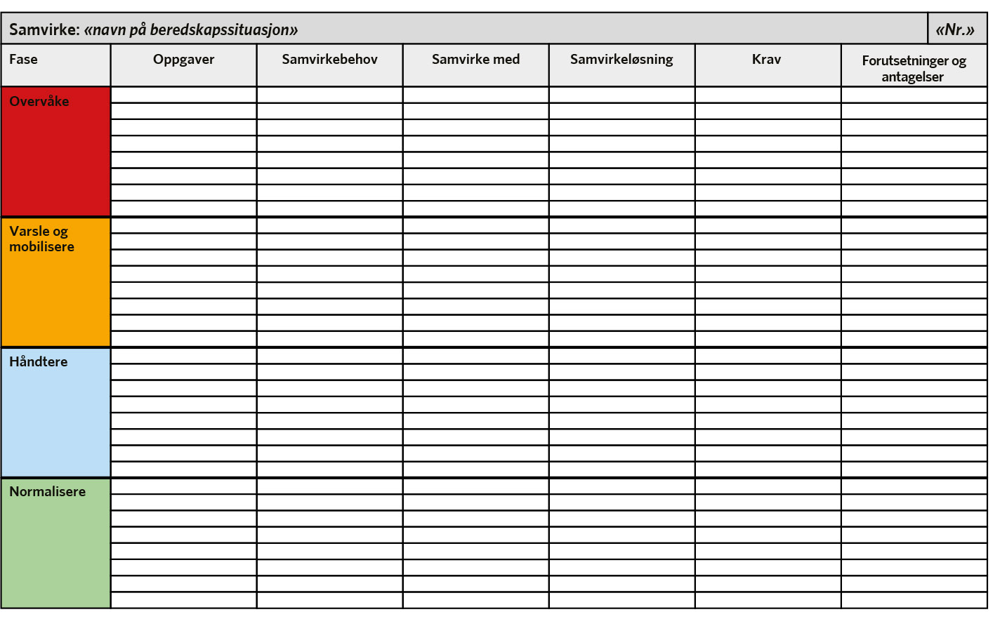 Samvirke: «navn på beredskapssituasjon» «Nr.»
Fase Oppgaver Samvirkebehov Samvirke med Samvirkeløsning Krav Forutsetninger og
antagelser
Overvåke
Varsle og
mobilisere
Håndtere
Normalisere